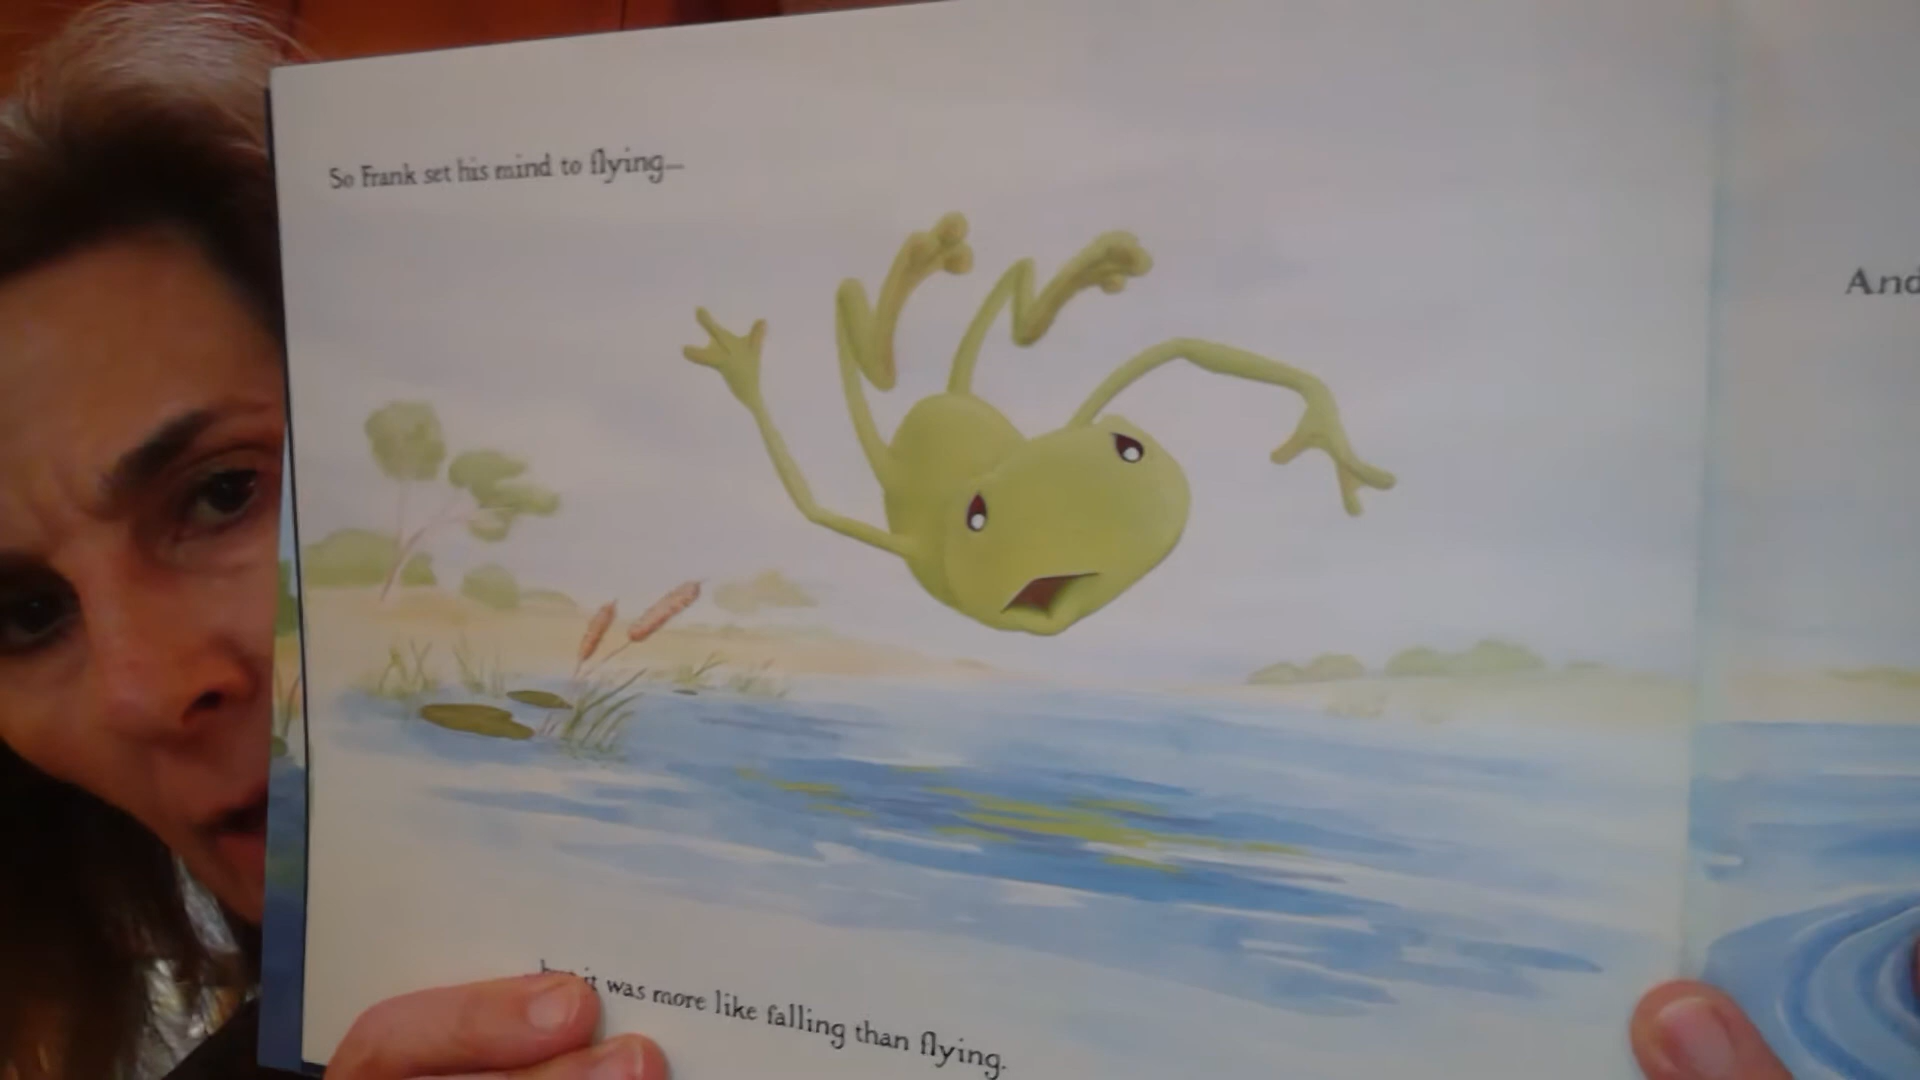 So Frank set his mind to flying...
it was more like falling than flying.
And